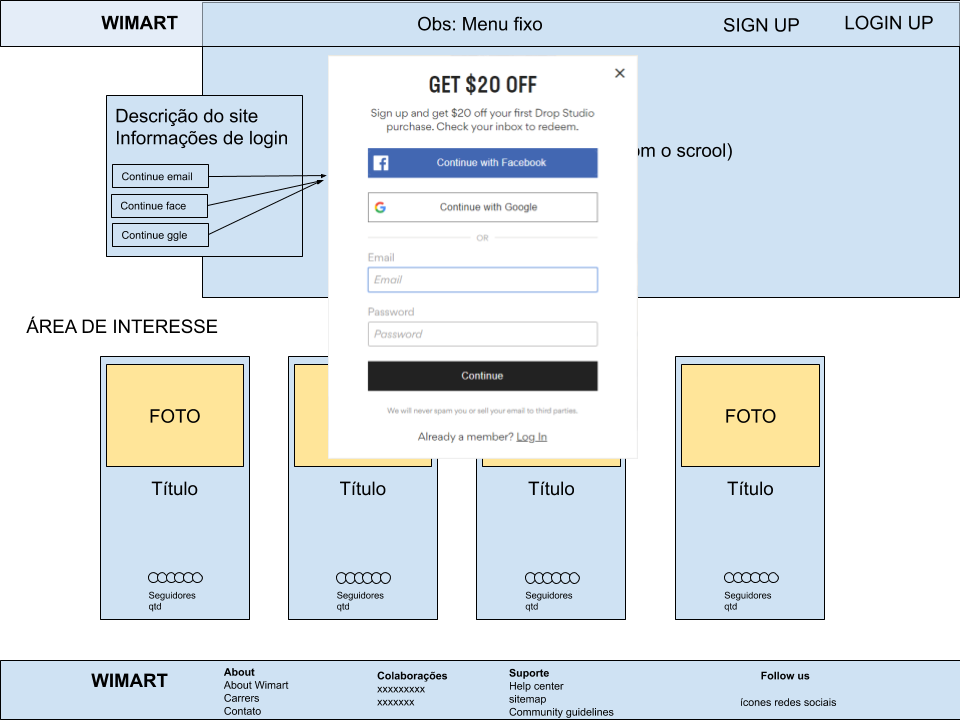 WIMART
Obs: Menu fixo
SIGN UP
LOGIN UP
GET $20 OFF
Sign up and get $20 off your first Drop Studio
purchase. Check your inbox to redeem.
Continue with Facebook
Continue with Google
OR
Email
Email
Password
Password
Continue
We will never spam you or sell your email to third parties.
Already a member? Log In
Descrição do site
Informações de login
Continue email
Continue face
Continue ggle
o scrool)
ÁREA DE INTERESSE
FOTO
FOTO
Título
Título
Título
Título
Seguidores
qtd
Seguidores
qtd
Seguidores
qtd
Seguidores
qtd
WIMART
About
About Wimart
Carrers
Contato
Colaborações
xxxxxxxxx
xxxxxxx
Suporte
Help center
sitemap
Community guidelines
Follow us
ícones redes sociais